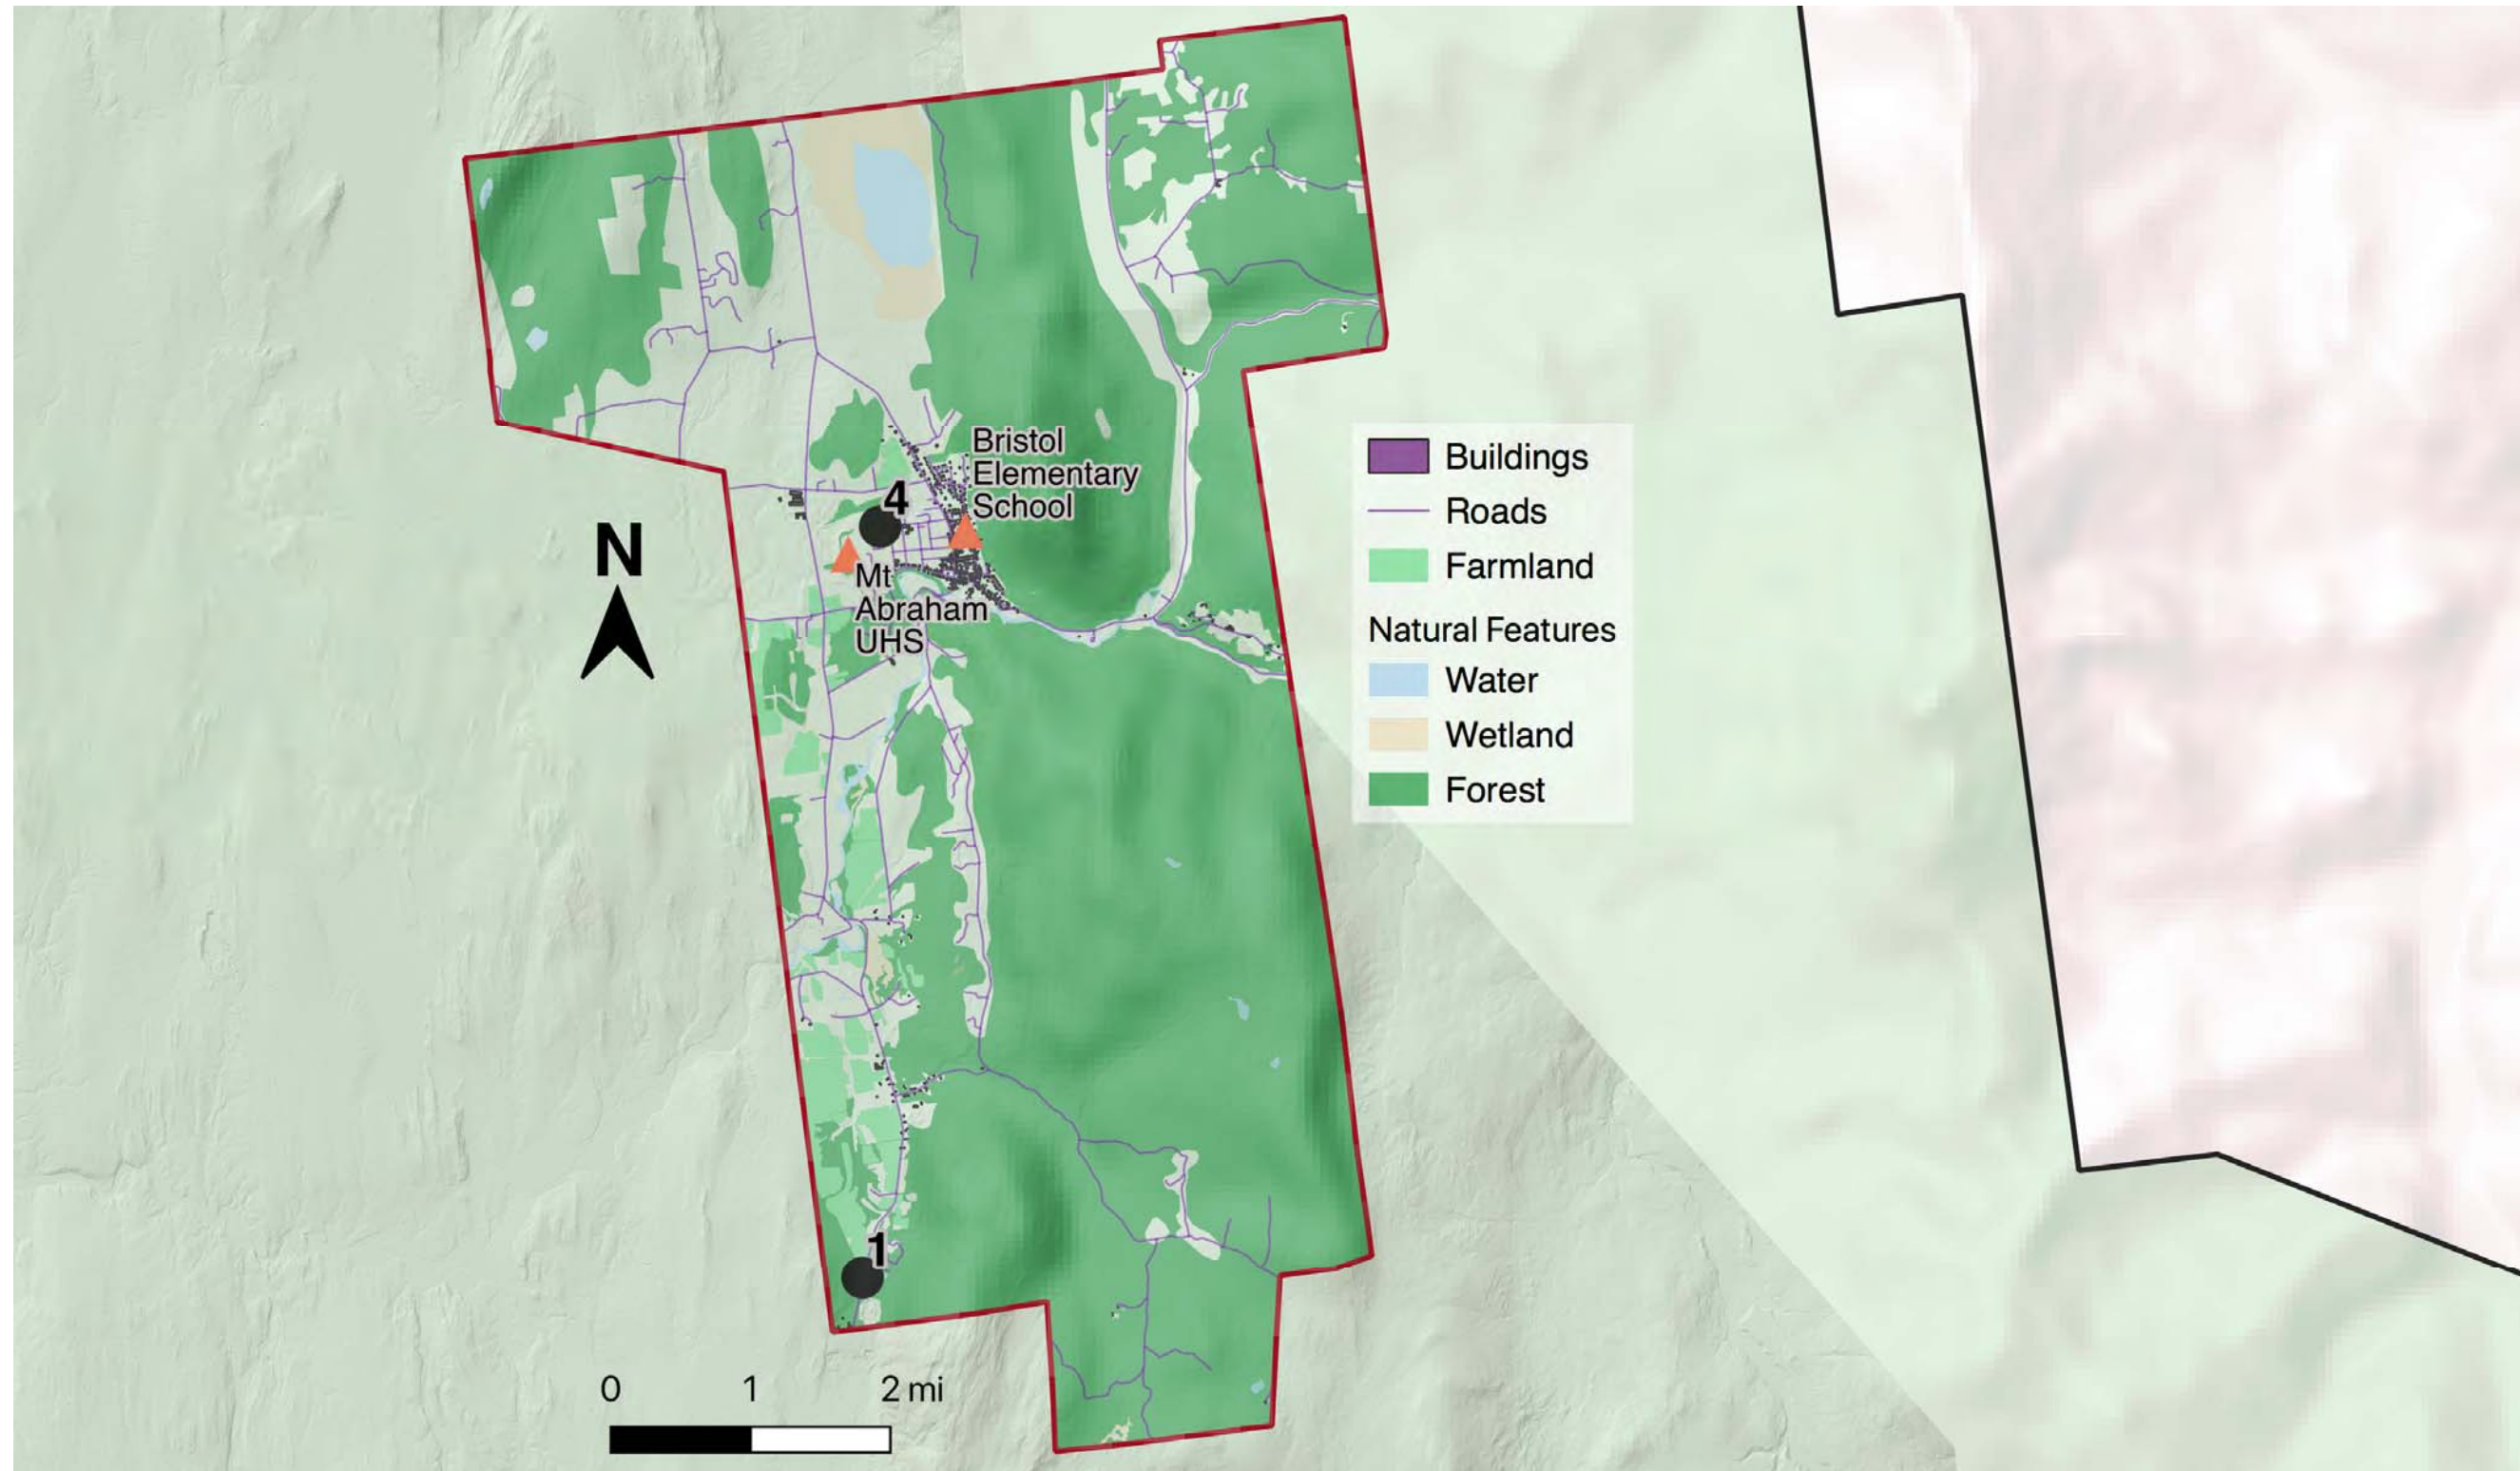 Bristol
Elementary
School
4
Mt
Abraham
UHS
N
Buildings
Roads
Farmland
Natural Features
Water
Wetland
Forest
1
0 1 2 mi